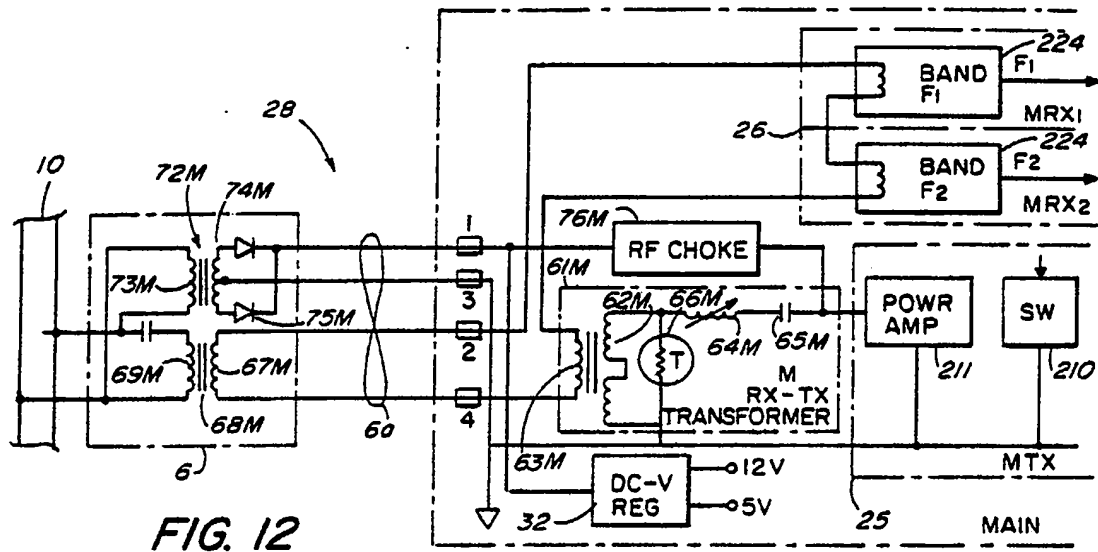 224
BAND
F1
F1
MRX1
26
224
BAND
F2
F2
MRX2
28
10
72M
74M
73M
75M
69M
67M
68M
6
6a
1
3
2
4
76M
RF CHOKE
61M
62M
66M
64M
65M
T
M
RX-TX
TRANSFORMER
63M
POWR
AMP
211
SW
210
MTX
DC-V
REG
32
12V
5V
25
MAIN
FIG. 12